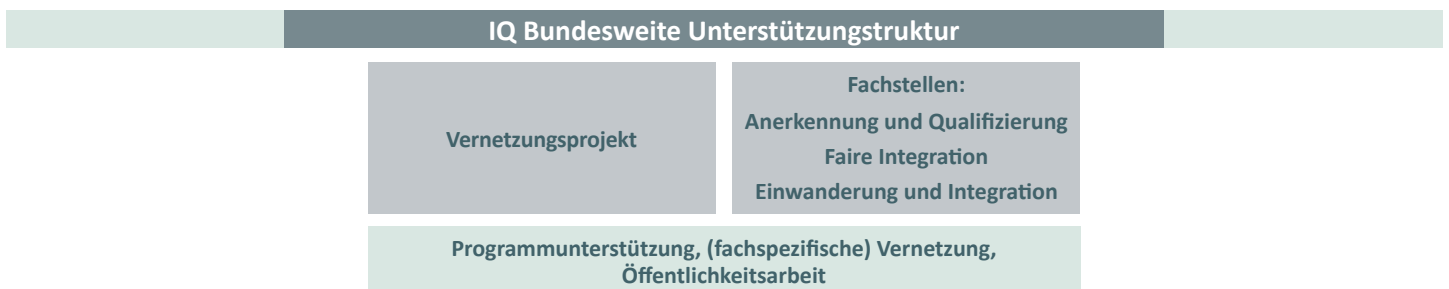 IQ Bundesweite Unterstützungstruktur
Vernetzungsprojekt
Fachstellen:
Anerkennung und Qualifizierung
Faire Integration
Einwanderung und Integration
Programmunterstützung, (fachspezifische) Vernetzung,
Öffentlichkeitsarbeit